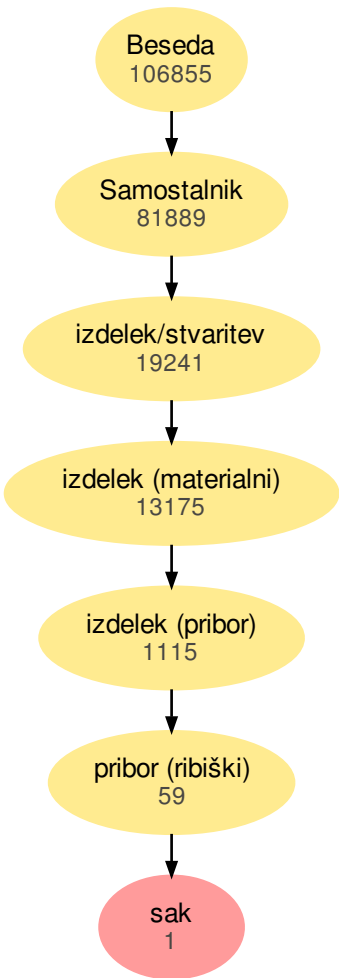 Beseda
106855
Samostalnik
81889
izdelek/stvaritev
19241
izdelek (materialni)
13175
izdelek (pribor)
1115
pribor (ribiški)
59
sak
1